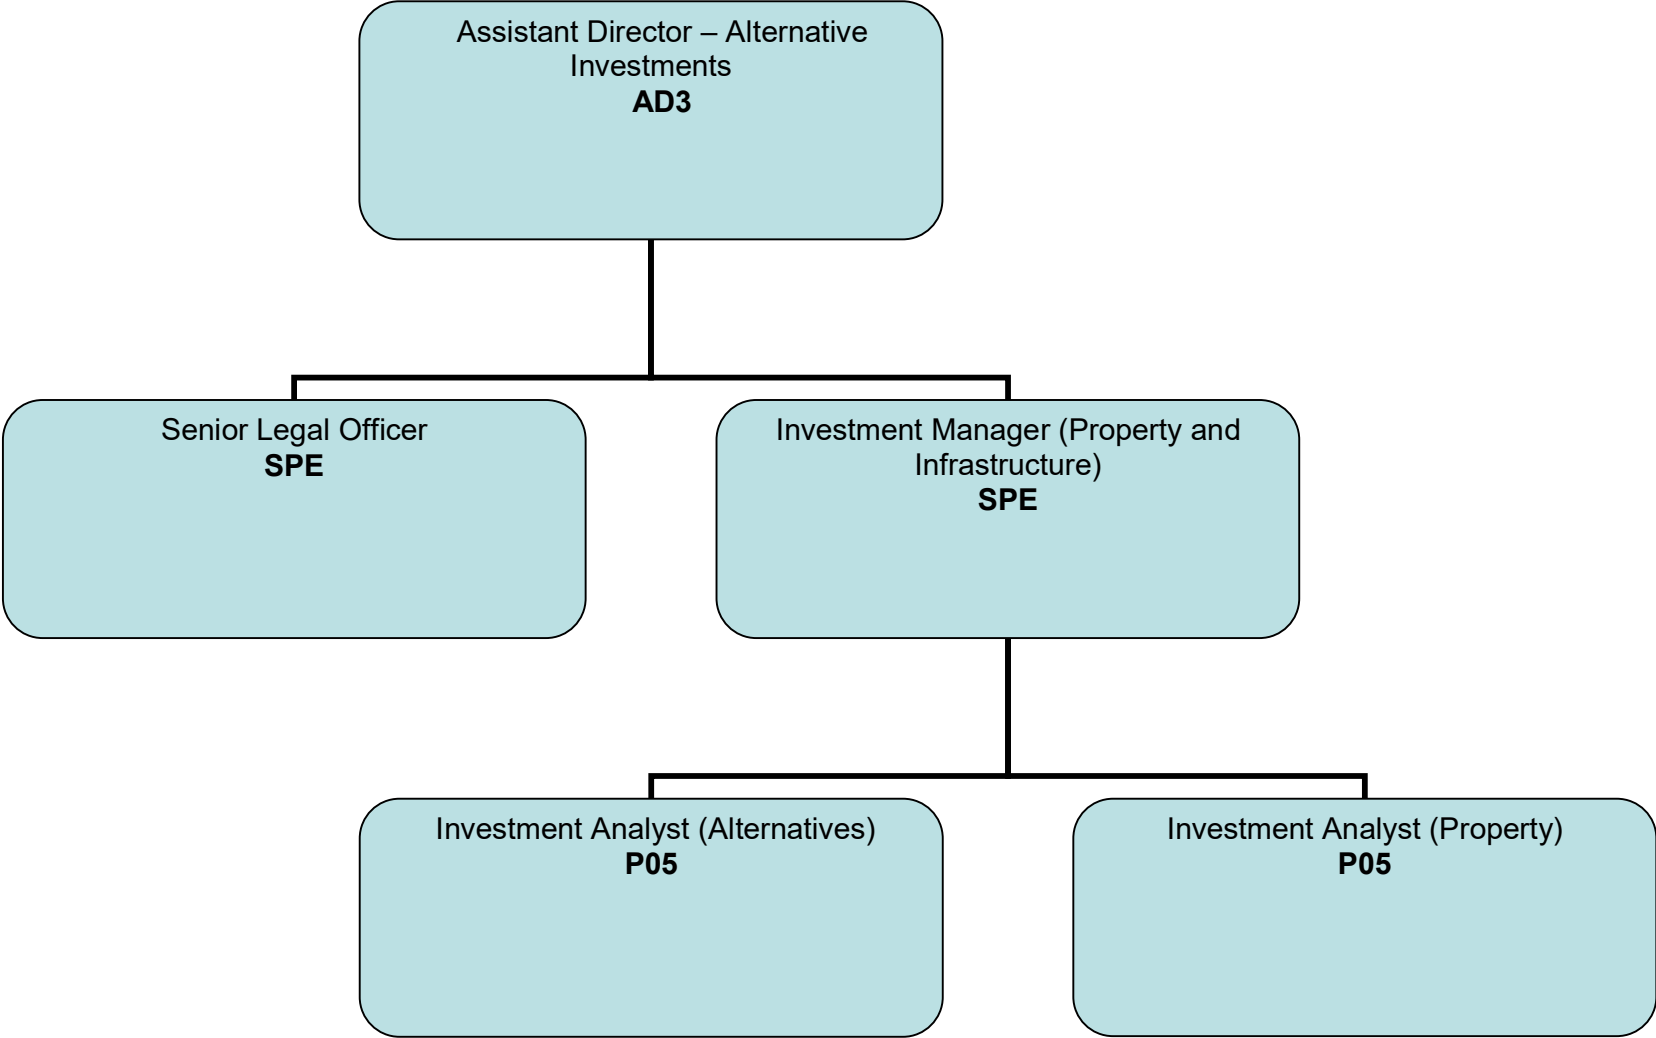 Assistant Director – Alternative
Investments
AD3
Senior Legal Officer
SPE
Investment Manager (Property and
Infrastructure)
SPE
Investment Analyst (Alternatives)
P05
Investment Analyst (Property)
P05